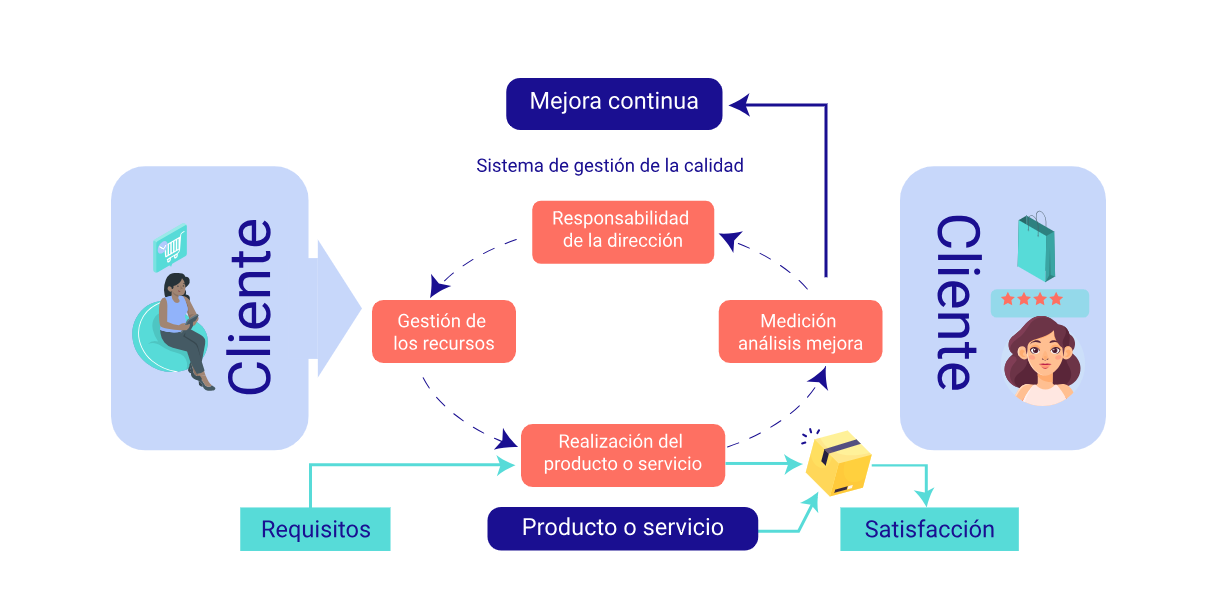 Mejora continua
Sistema de gestión de la calidad
Cliente
Responsabilidad
de la dirección
Gestión de
los recursos
Medición
análisis mejora
Realización del
producto o servicio
Cliente
Requisitos
Producto o servicio
Satisfacción